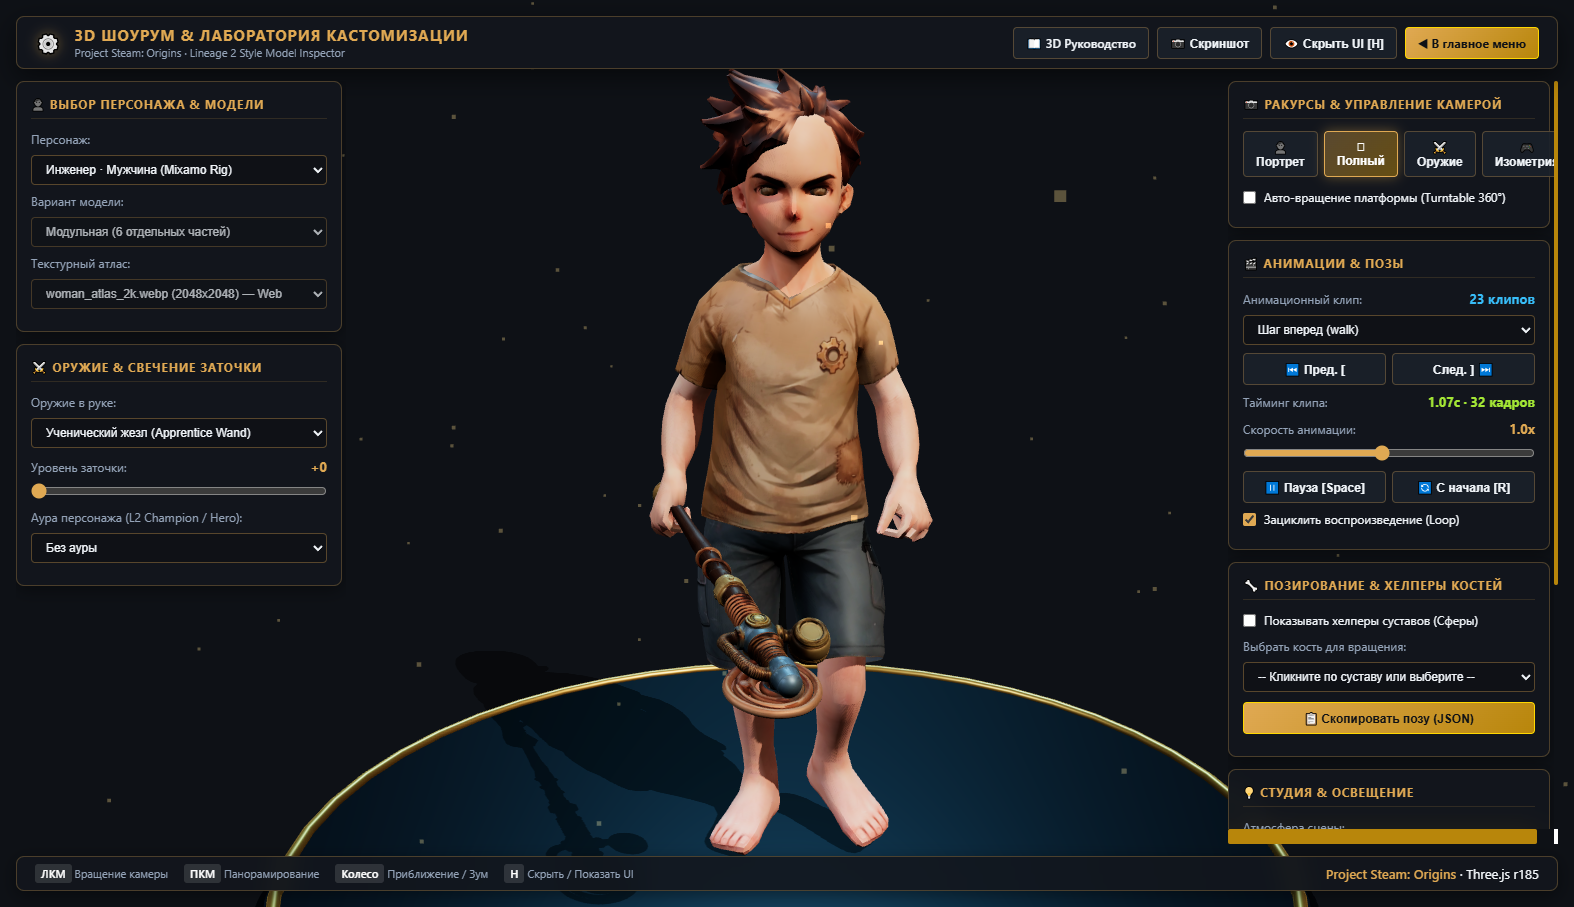 3D ШОУРУМ & ЛАБОРАТОРИЯ КАСТОМИЗАЦИИ
Project Steam: Origins · Lineage 2 Style Model Inspector
3D Руководство
Скриншот
Скрыть UI [H]
◀ В главное меню
ВЫБОР ПЕРСОНАЖА & МОДЕЛИ
Персонаж:
Инженер · Мужчина (Mixamo Rig)
Вариант модели:
Модульная (6 отдельных частей)
Текстурный атлас:
woman_atlas_2k.webp (2048x2048) — Web
ОРУЖИЕ & СВЕЧЕНИЕ ЗАТОЧКИ
Оружие в руке:
Ученический жезл (Apprentice Wand)
Уровень заточки: +0
Аура персонажа (L2 Champion / Hero):
Без ауры
РАКУРСЫ & УПРАВЛЕНИЕ КАМЕРОЙ
Портрет
Полный
Оружие
Изометрия
Авто-вращение платформы (Turntable 360°)
АНИМАЦИИ & ПОЗЫ
Анимационный клип: 23 клипов
Шаг вперед (walk)
Пред. [
След. ]
Тайминг клипа: 1.07с · 32 кадров
Скорость анимации: 1.0x
Пауза [Space]
С начала [R]
Зациклить воспроизведение (Loop)
ПОЗИРОВАНИЕ & ХЕЛПЕРЫ КОСТЕЙ
Показывать хелперы суставов (Сферы)
Выбрать кость для вращения:
-- Кликните по суставу или выберите --
Скопировать позу (JSON)
СТУДИЯ & ОСВЕЩЕНИЕ
Атмосфера сцены:
ЛКМ Вращение камеры
ПКМ Панорамирование
Колесо Приближение / Зум
H Скрыть / Показать UI
Project Steam: Origins · Three.js r185